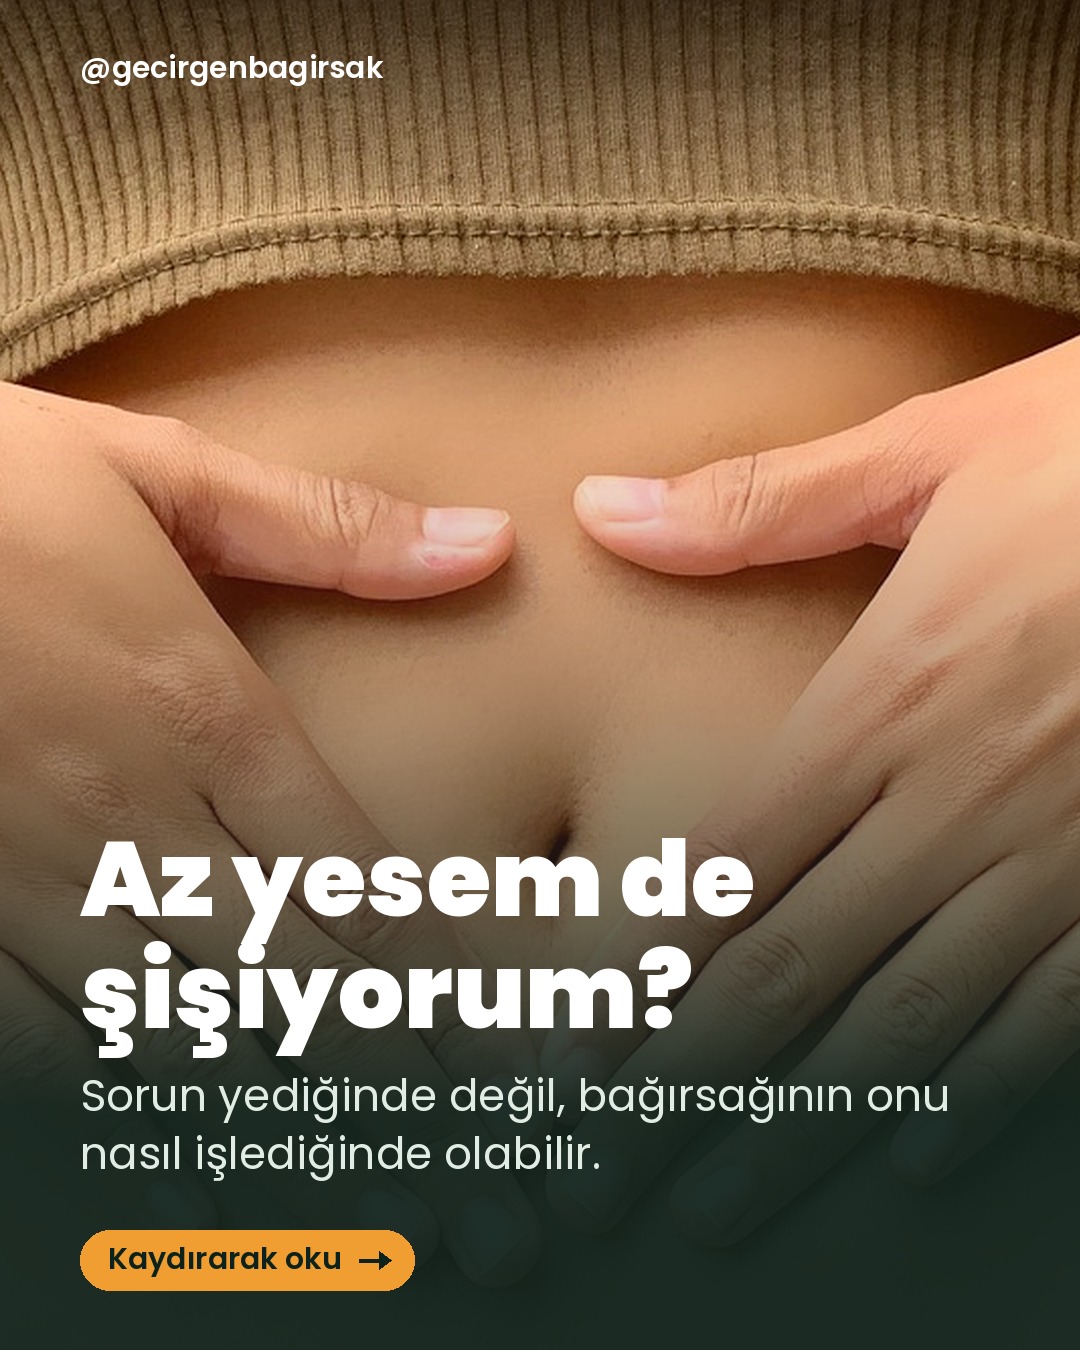 @gecirgenbagirsak
Az yesem de
şişiyorum?
Sorun yediğinde değil, bağırsağının onu
nasıl işlediğinde olabilir.
Kaydırarak oku →